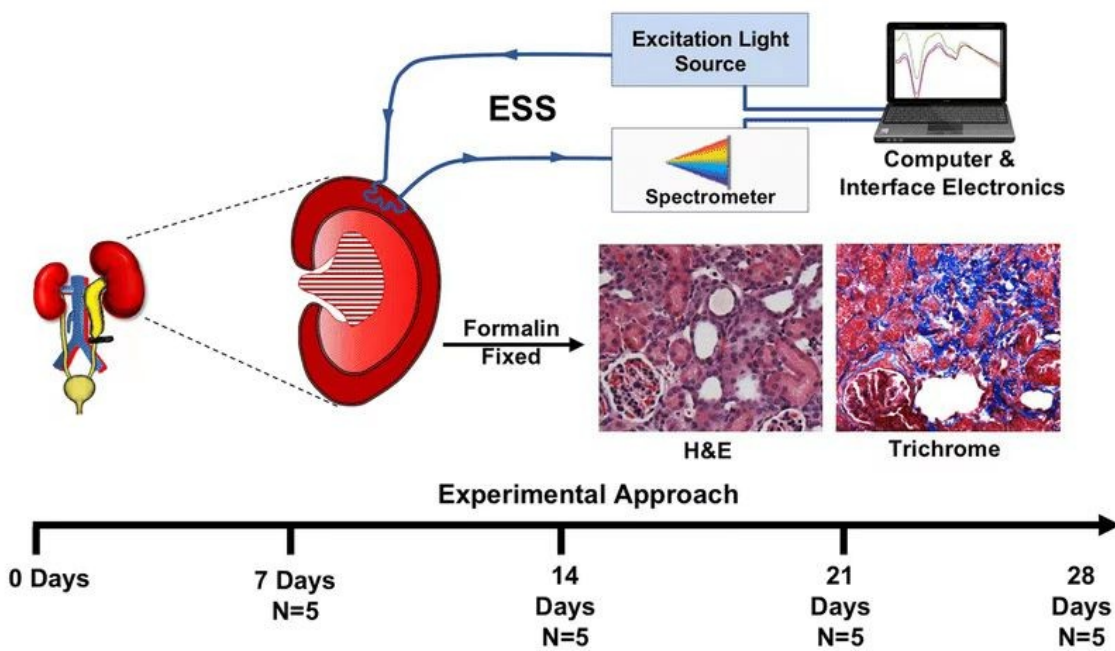 Excitation Light
Source
ESS
Spectrometer
Computer &
Interface Electronics
Formalin
Fixed
H&E
Trichrome
Experimental Approach
0 Days
7 Days
N=5
14
Days
N=5
21
Days
N=5
28
Days
N=5